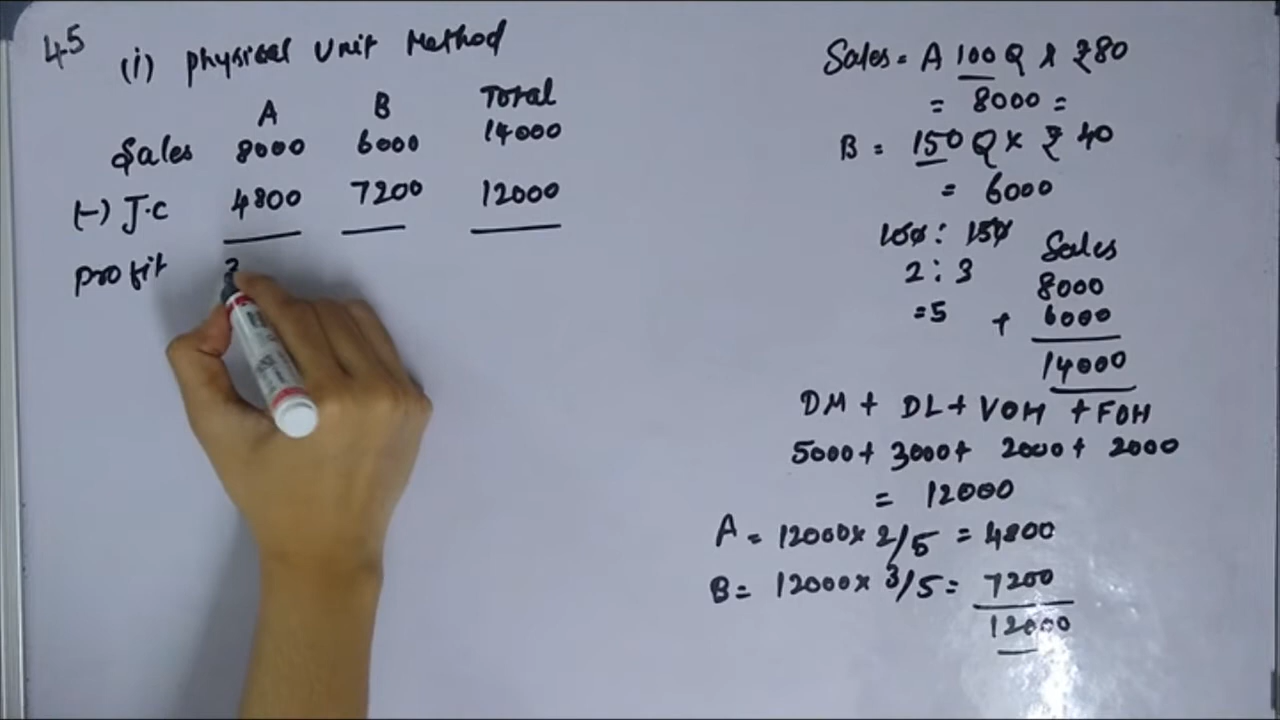 45
(i) Physical Unit Method
A B Total
Sales 8000 6000 14000
(-) J.C 4800 7200 12000
Profit 3
Sales = A 100 Q x ₹80
= 8000 =
B = 150 Q x ₹ 40
= 6000
100 : 150
2 : 3
= 5
Sales
8000
+ 6000
14000
DM + DL + VOH + FOH
5000 + 3000 + 2000 + 2000
= 12000
A = 12000 x 2/5 = 4800
B = 12000 x 3/5 = 7200
12000